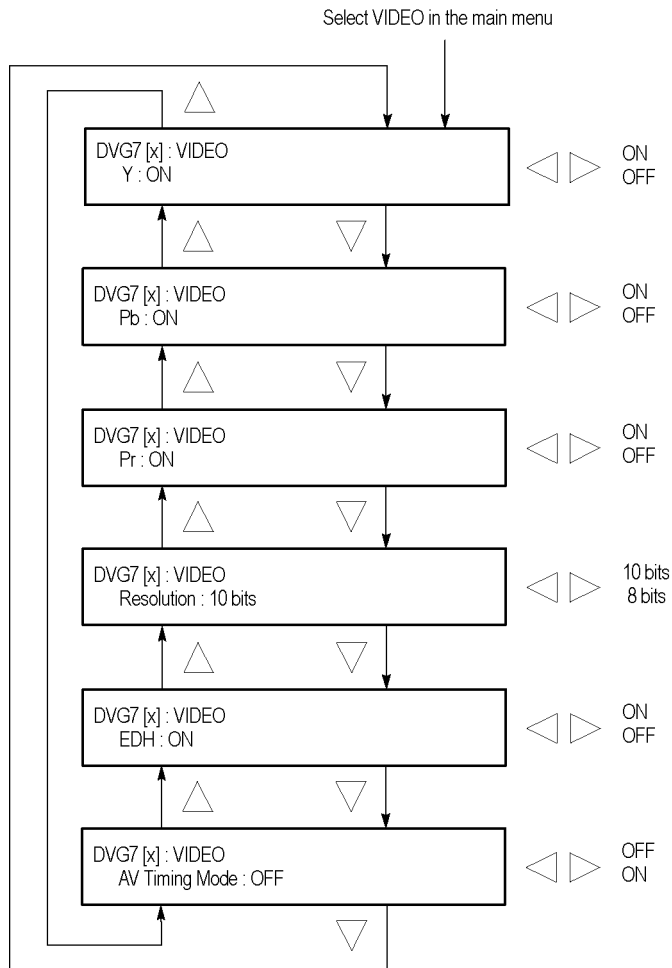 Select VIDEO in the main menu
DVG7 [x] : VIDEO
Y : ON
ON
OFF
DVG7 [x] : VIDEO
Pb : ON
ON
OFF
DVG7 [x] : VIDEO
Pr : ON
ON
OFF
DVG7 [x] : VIDEO
Resolution : 10 bits
10 bits
8 bits
DVG7 [x] : VIDEO
EDH : ON
ON
OFF
DVG7 [x] : VIDEO
AV Timing Mode : OFF
OFF
ON